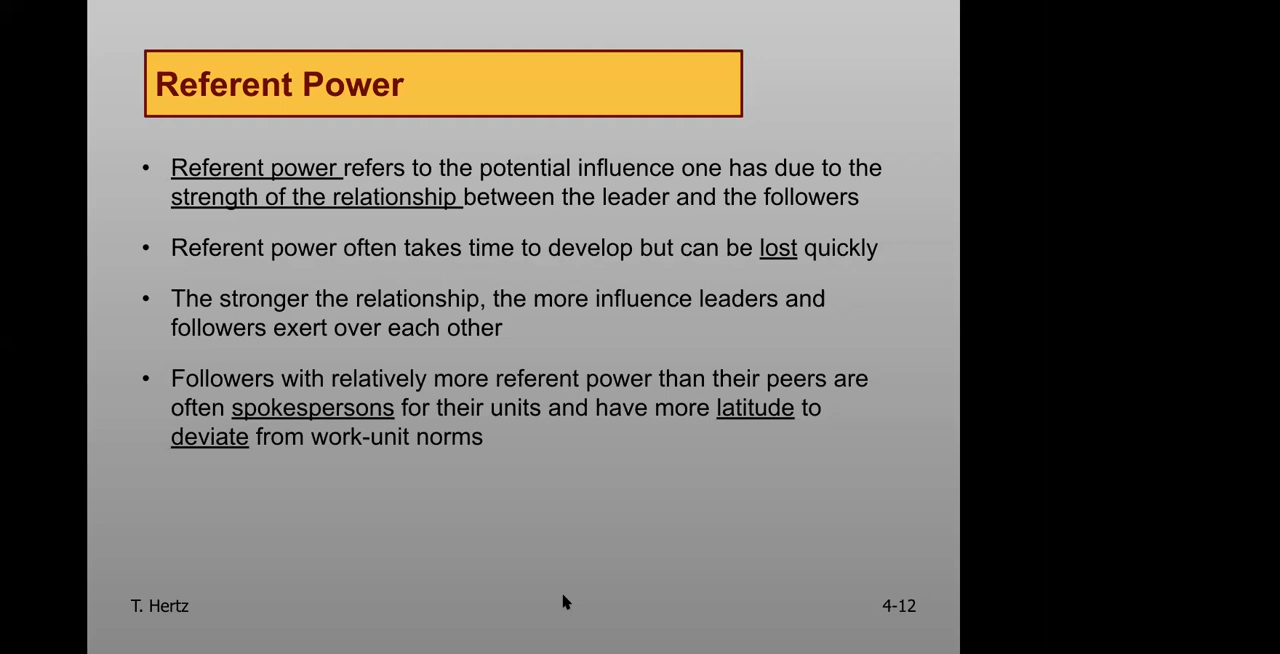 Referent Power
• Referent power refers to the potential influence one has due to the
strength of the relationship between the leader and the followers
• Referent power often takes time to develop but can be lost quickly
• The stronger the relationship, the more influence leaders and
followers exert over each other
• Followers with relatively more referent power than their peers are
often spokespersons for their units and have more latitude to
deviate from work-unit norms
T. Hertz
4-12